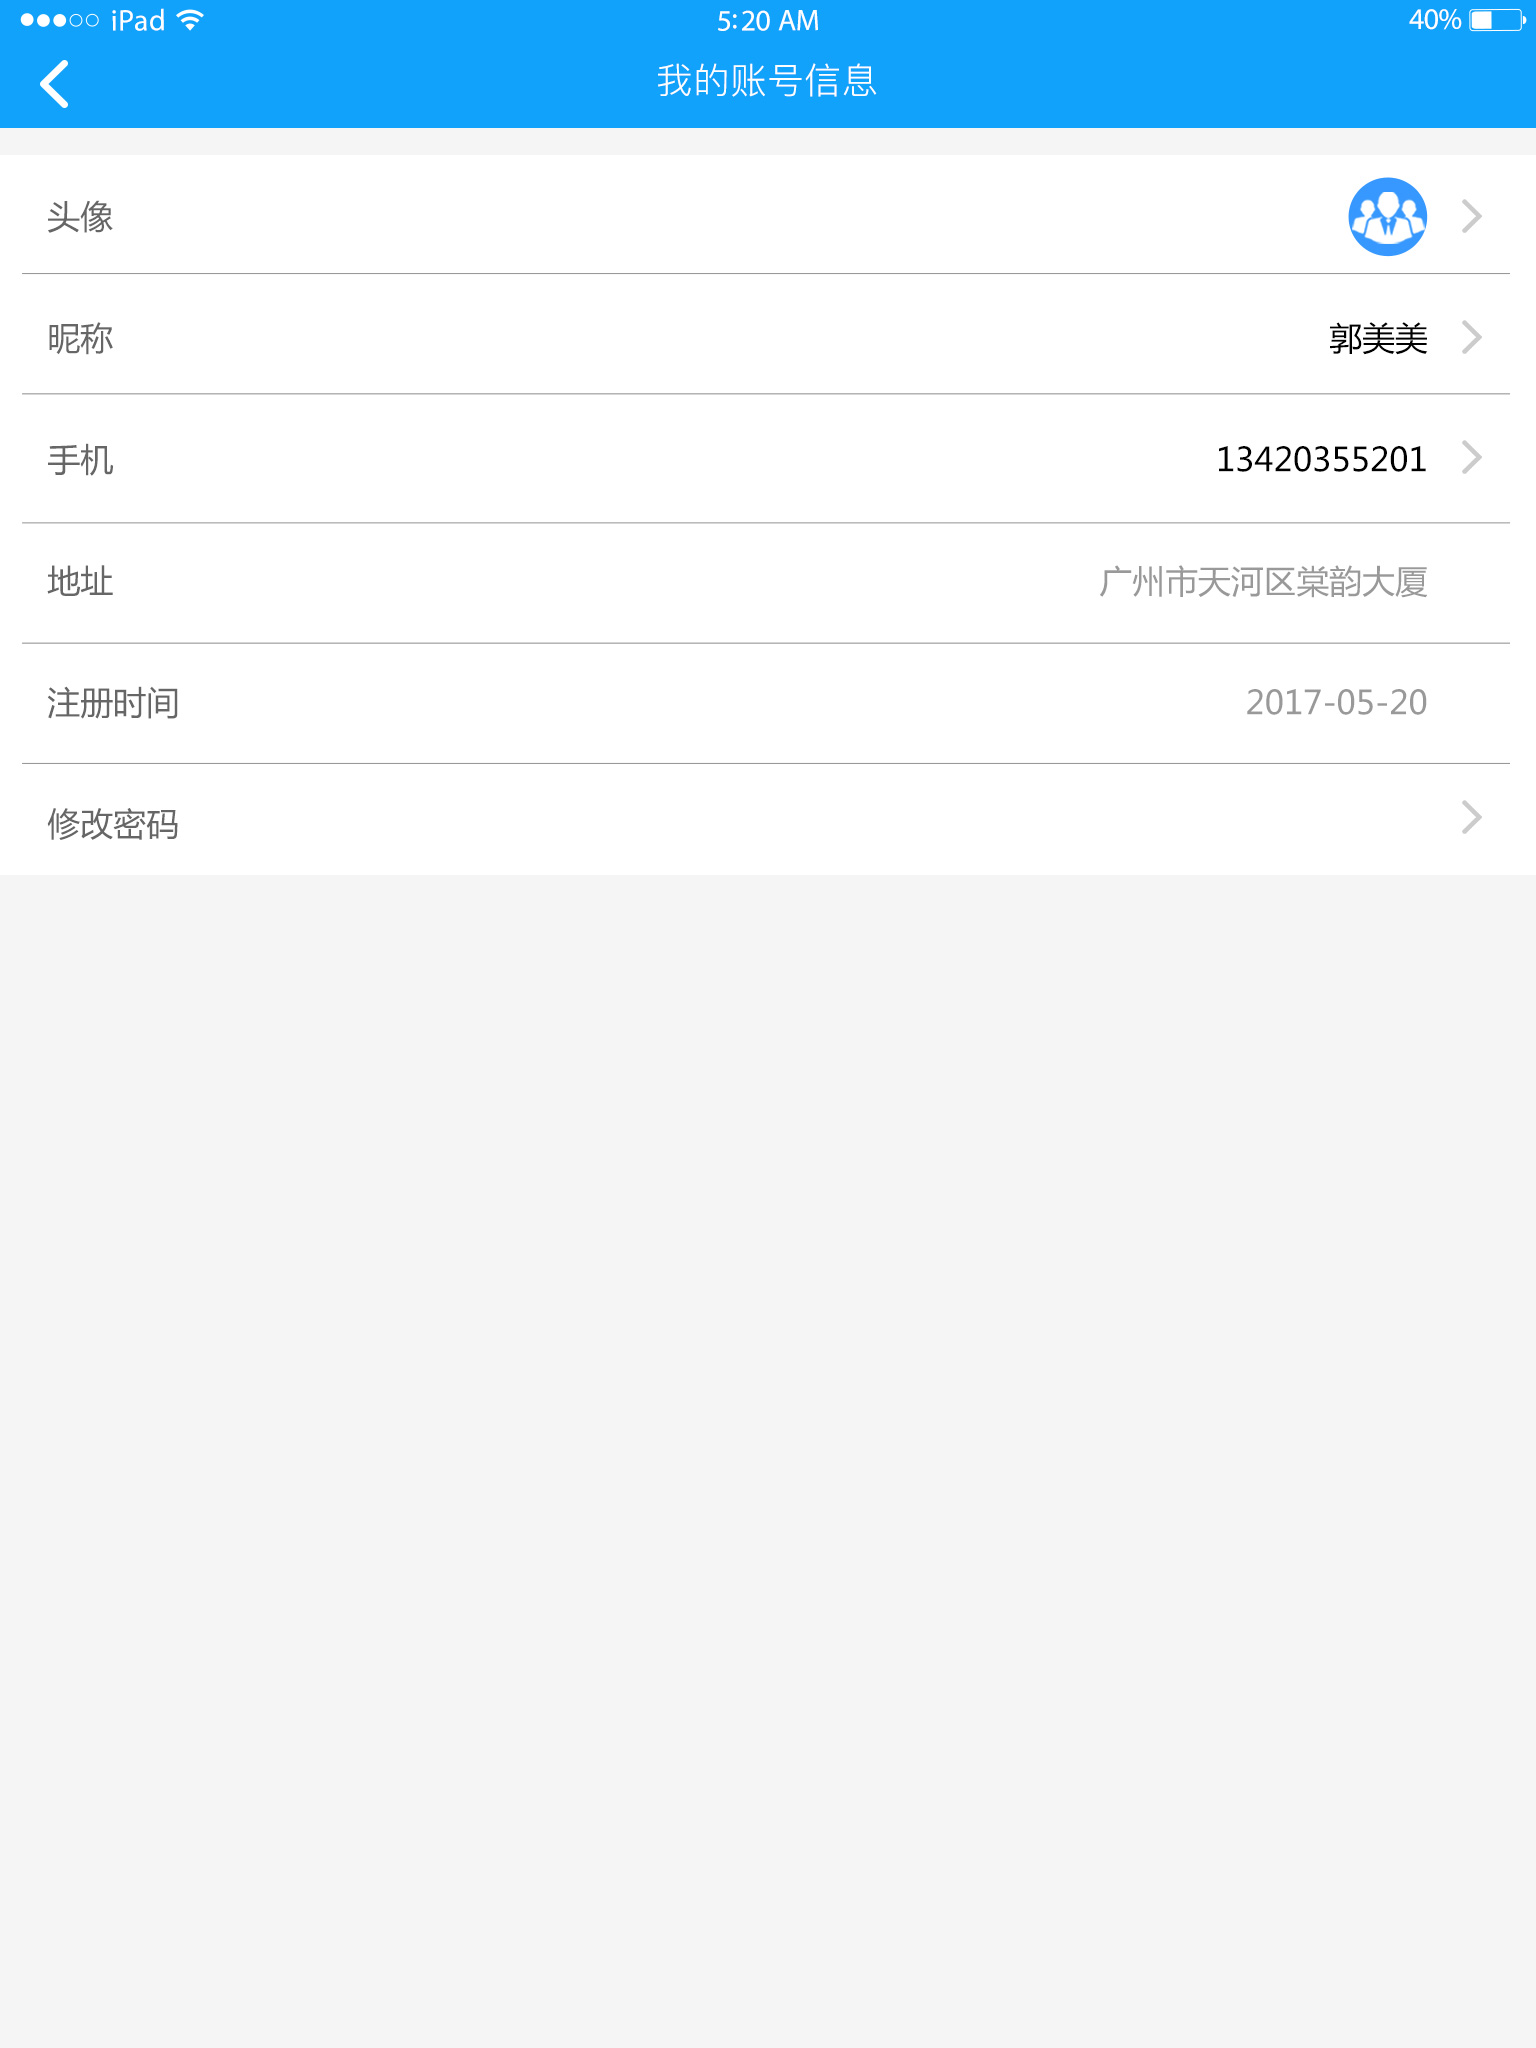 iPad 5:20 AM 40%
我的账号信息
头像
昵称 郭美美
手机 13420355201
地址 广州市天河区棠韵大厦
注册时间 2017-05-20
修改密码